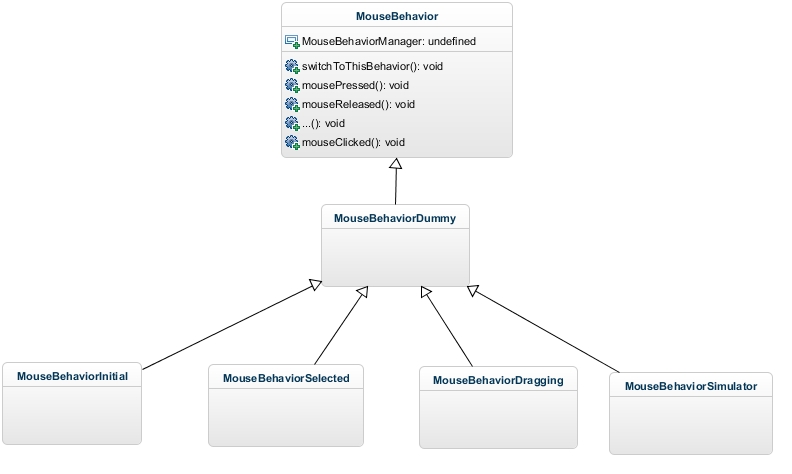 MouseBehavior
MouseBehaviorManager: undefined
switchToThisBehavior(): void
mousePressed(): void
mouseReleased(): void
...(): void
mouseClicked(): void
MouseBehaviorDummy
MouseBehaviorInitial
MouseBehaviorSelected
MouseBehaviorDragging
MouseBehaviorSimulator